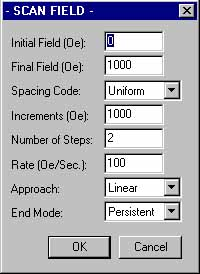 - SCAN FIELD -
Initial Field (Oe): 0
Final Field (Oe): 1000
Spacing Code: Uniform
Increments (Oe): 1000
Number of Steps: 2
Rate (Oe/Sec.): 100
Approach: Linear
End Mode: Persistent
OK Cancel